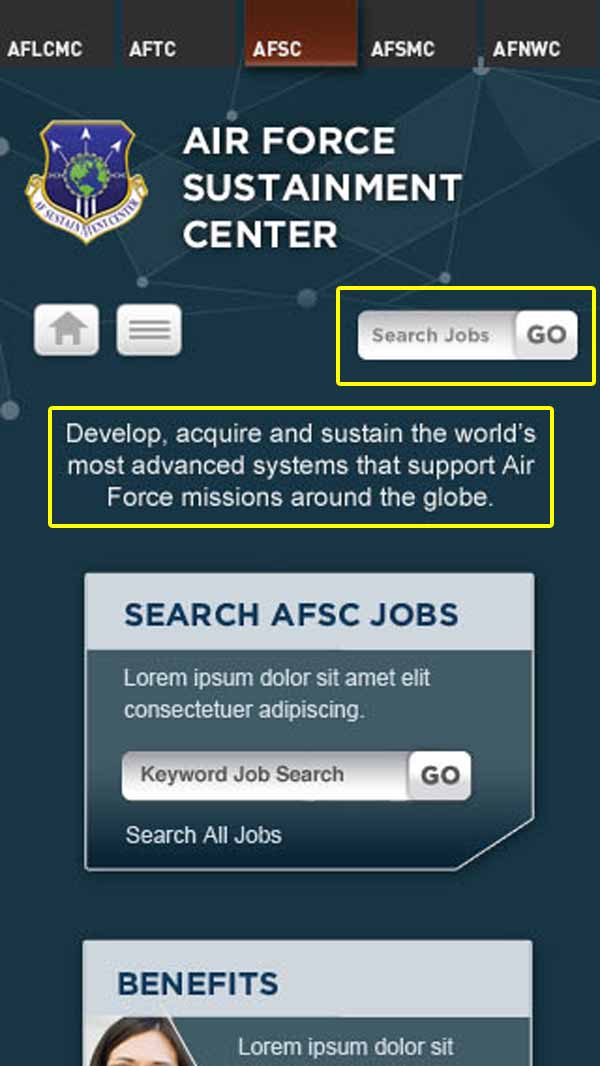 AFLCMC
AFTC
AFSC
AFSMC
AFNWC
AIR FORCE
SUSTAINMENT
CENTER
AF SUSTAINMENT CENTER
Search Jobs
GO
Develop, acquire and sustain the world's
most advanced systems that support Air
Force missions around the globe.
SEARCH AFSC JOBS
Lorem ipsum dolor sit amet elit
consectetuer adipiscing.
Keyword Job Search
GO
Search All Jobs
BENEFITS
Lorem ipsum dolor sit